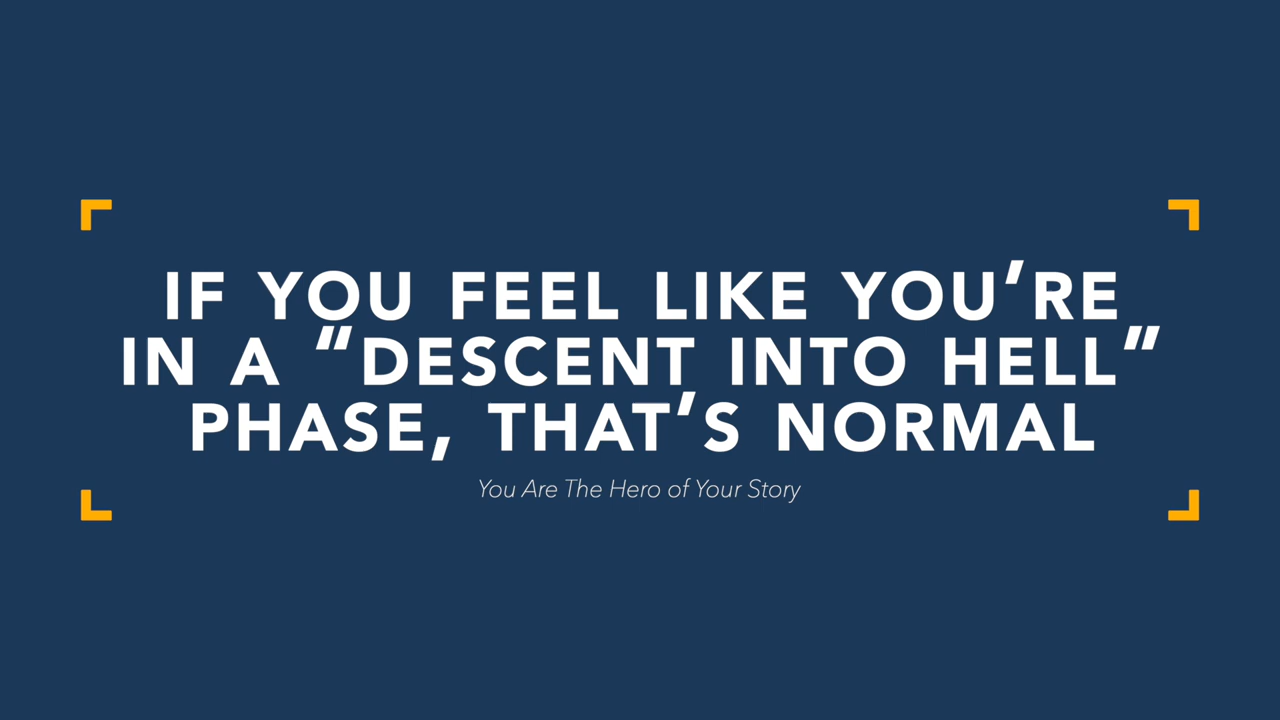 IF YOU FEEL LIKE YOU’RE
IN A “DESCENT INTO HELL“
PHASE, THAT’S NORMAL
You Are The Hero of Your Story